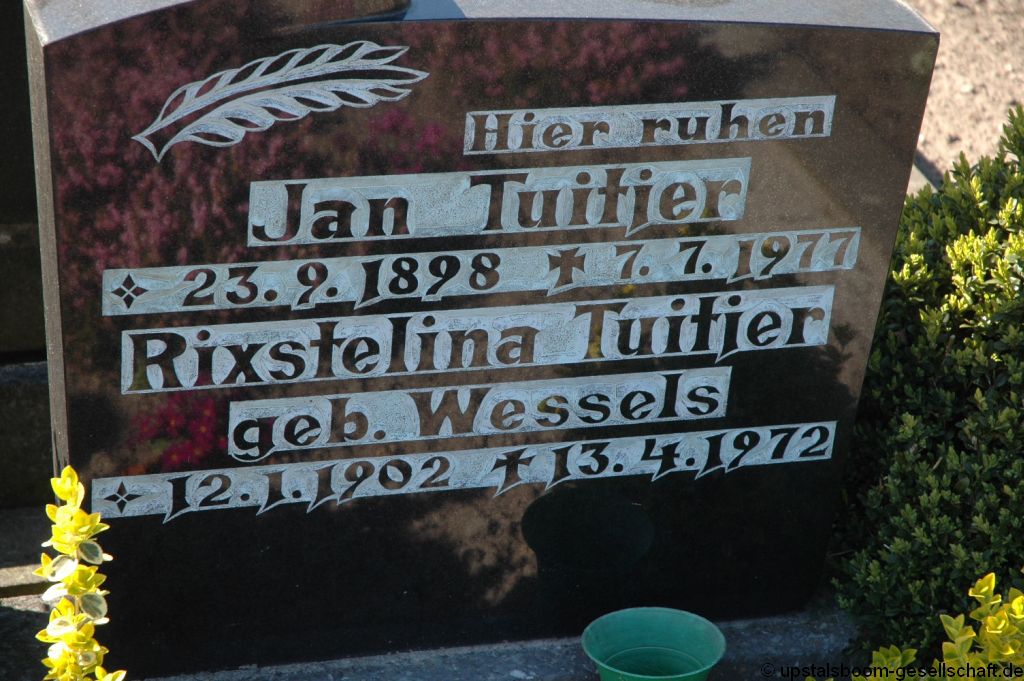 Hier ruhen
Jan Tuitjer
23. 9. 1898 ✝ 7. 7. 1977
Rixstelina Tuitjer
geb. Wessels
12. 1. 1902 ✝ 13. 4. 1972
© upstalsboom-gesellschaft.de